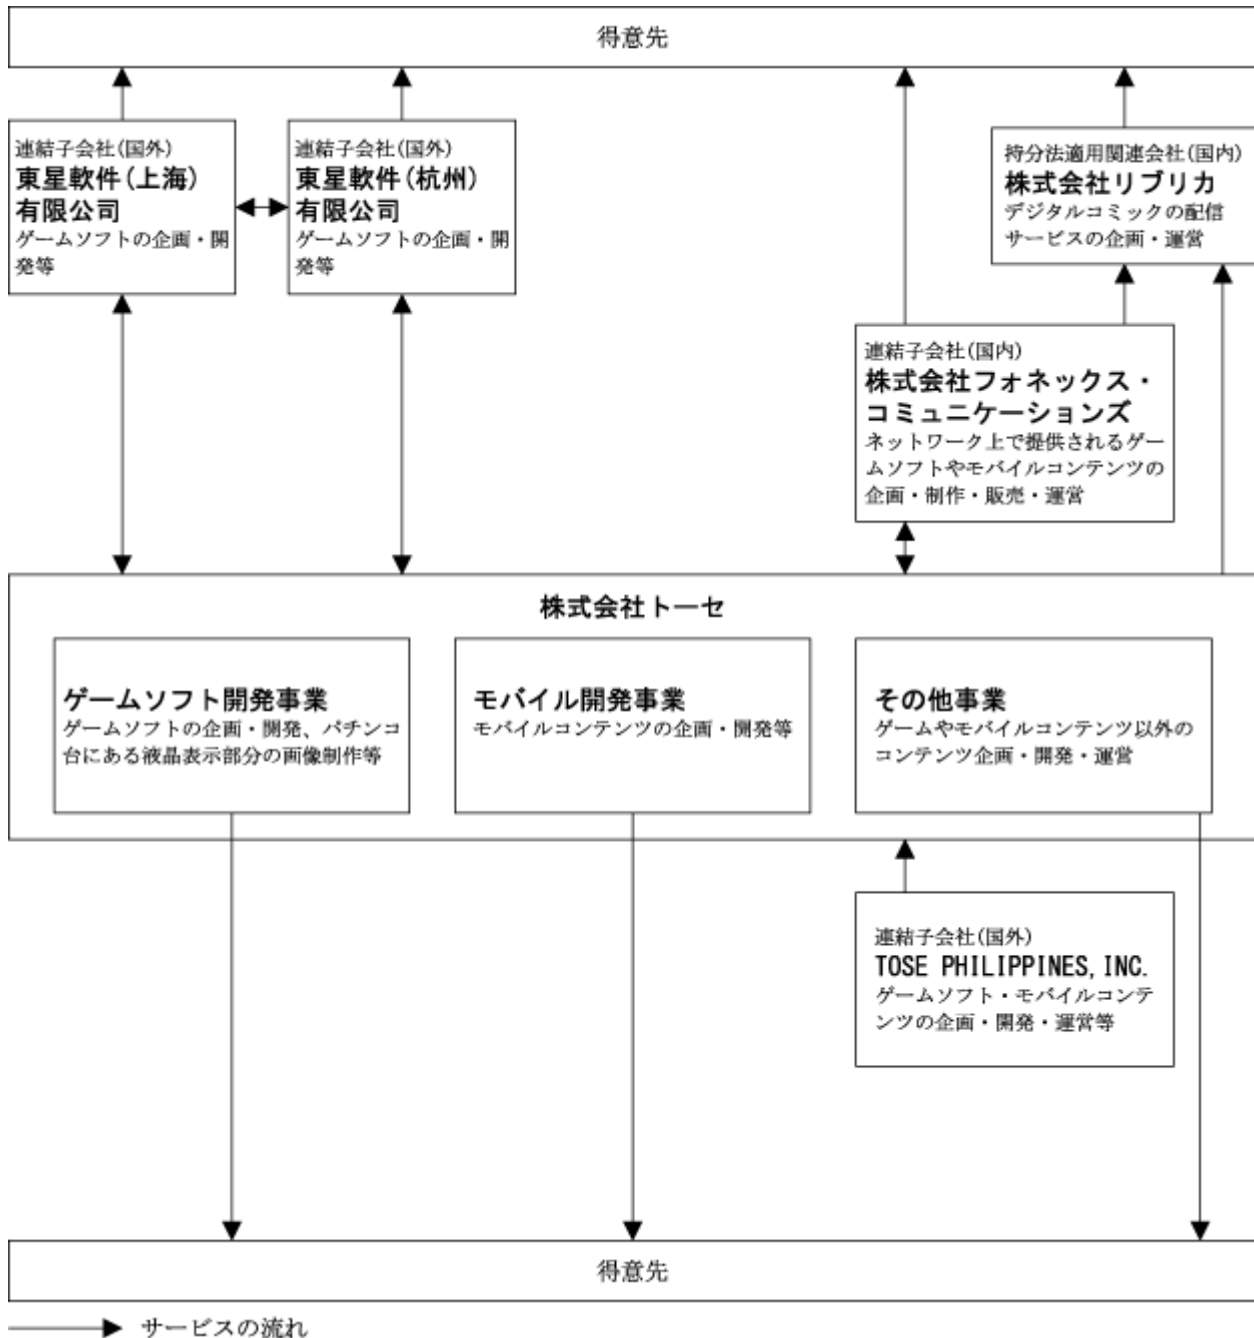 得意先
連結子会社(国外)
東星軟件(上海)
有限公司
ゲームソフトの企画・開
発等
連結子会社(国外)
東星軟件(杭州)
有限公司
ゲームソフトの企画・開
発等
持分法適用関連会社(国内)
株式会社リブリカ
デジタルコミックの配信
サービスの企画・運営
連結子会社(国内)
株式会社フォネックス・
コミュニケーションズ
ネットワーク上で提供されるゲー
ムソフトやモバイルコンテンツの
企画・制作・販売・運営
株式会社トーセ
ゲームソフト開発事業
ゲームソフトの企画・開発、パチンコ
台にある液晶表示部分の画像制作等
モバイル開発事業
モバイルコンテンツの企画・開発等
その他事業
ゲームやモバイルコンテンツ以外の
コンテンツ企画・開発・運営
連結子会社(国外)
TOSE PHILIPPINES, INC.
ゲームソフト・モバイルコンテ
ンツの企画・開発・運営等
得意先
サービスの流れ